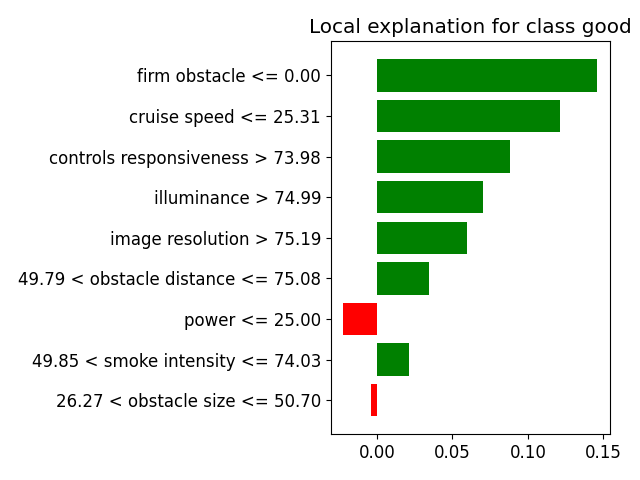 Local explanation for class good
firm obstacle <= 0.00
cruise speed <= 25.31
controls responsiveness > 73.98
illuminance > 74.99
image resolution > 75.19
49.79 < obstacle distance <= 75.08
power <= 25.00
49.85 < smoke intensity <= 74.03
26.27 < obstacle size <= 50.70
0.00 0.05 0.10 0.15